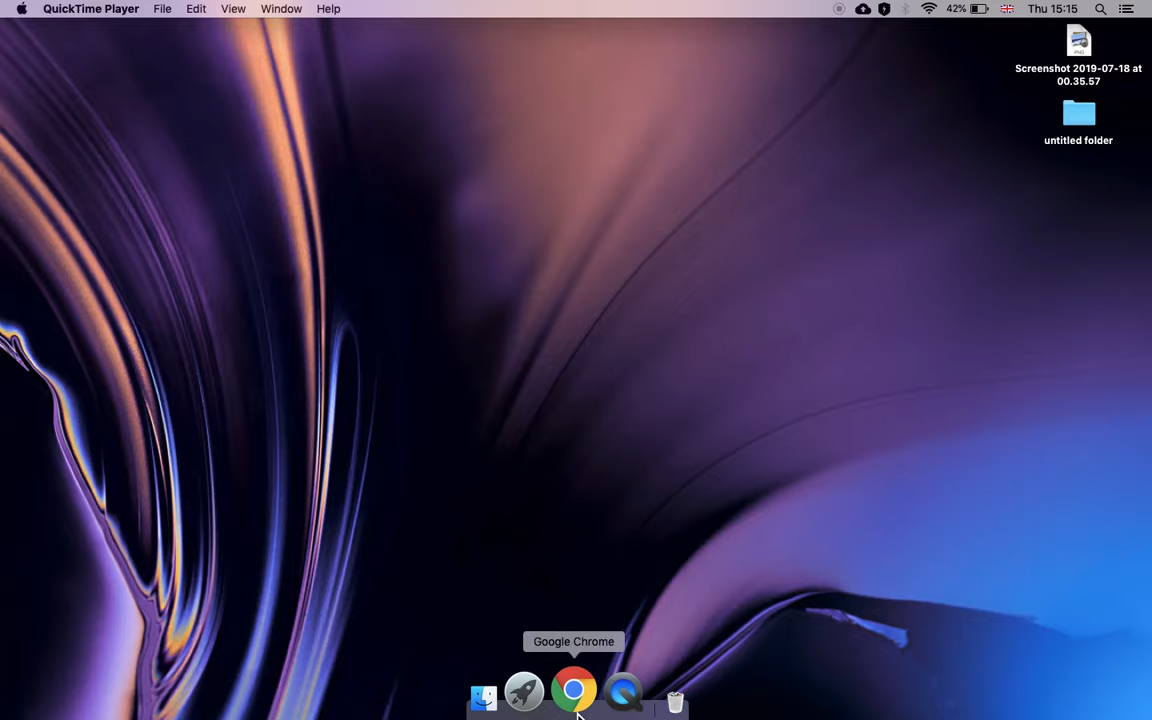 QuickTime Player File Edit View Window Help 42% Thu 15:15
PNG
Screenshot 2019-07-18 at
00.35.57
untitled folder
Google Chrome